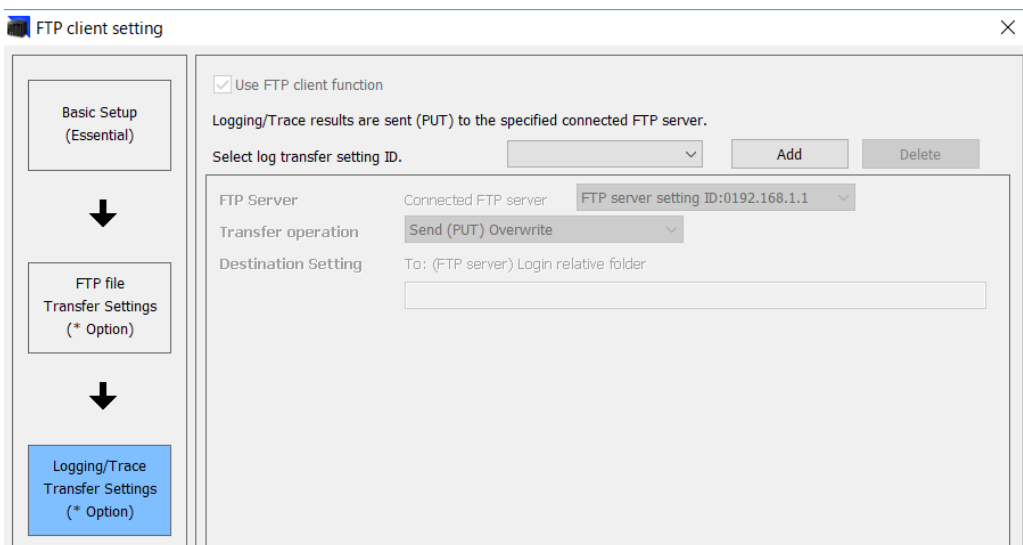 FTP client setting
Basic Setup
(Essential)
FTP file
Transfer Settings
(* Option)
Logging/Trace
Transfer Settings
(* Option)
Use FTP client function
Logging/Trace results are sent (PUT) to the specified connected FTP server.
Select log transfer setting ID.
Add
Delete
FTP Server
Connected FTP server
FTP server setting ID:0192.168.1.1
Transfer operation
Send (PUT) Overwrite
Destination Setting
To: (FTP server) Login relative folder